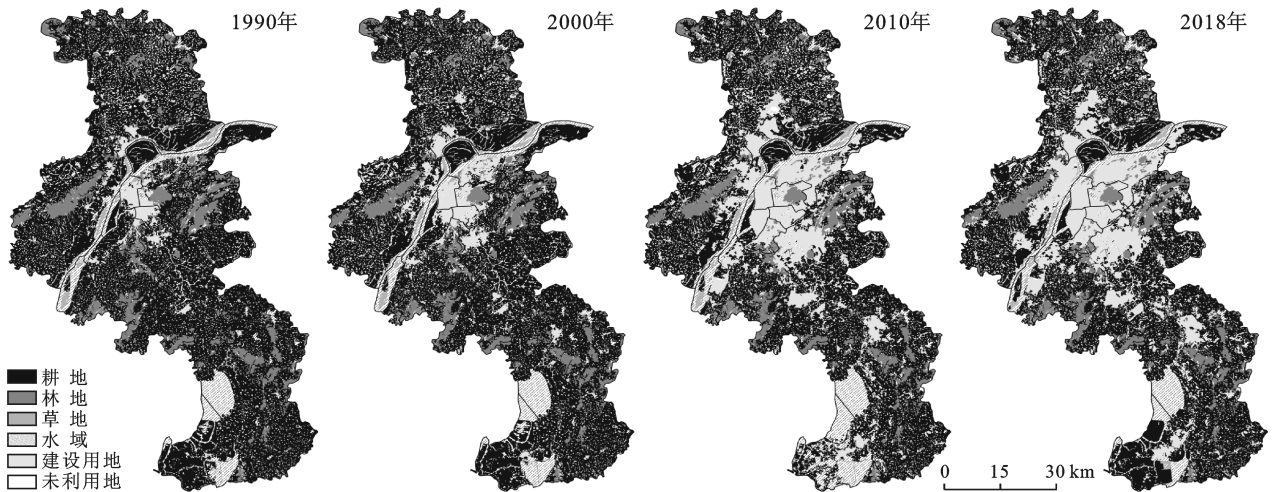 1990年
2000年
2010年
2018年
耕地
林地
草地
水域
建设用地
未利用地
0 15 30 km